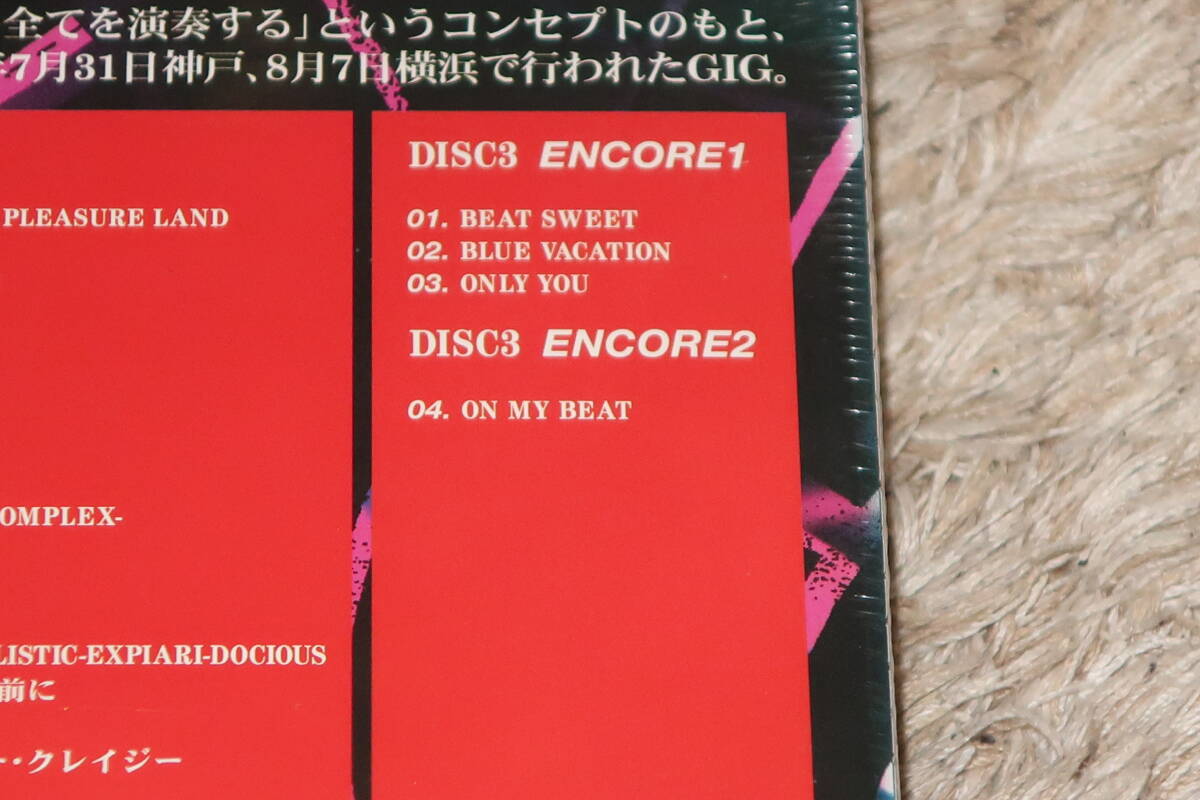 全てを演奏する」というコンセプトのもと、
年7月31日神戸、8月7日横浜で行われたGIG。
PLEASURE LAND
OMPLEX-
LISTIC-EXPIARI-DOCIOUS
前に
ー・クレイジー
DISC3 ENCORE1
01. BEAT SWEET
02. BLUE VACATION
03. ONLY YOU
DISC3 ENCORE2
04. ON MY BEAT